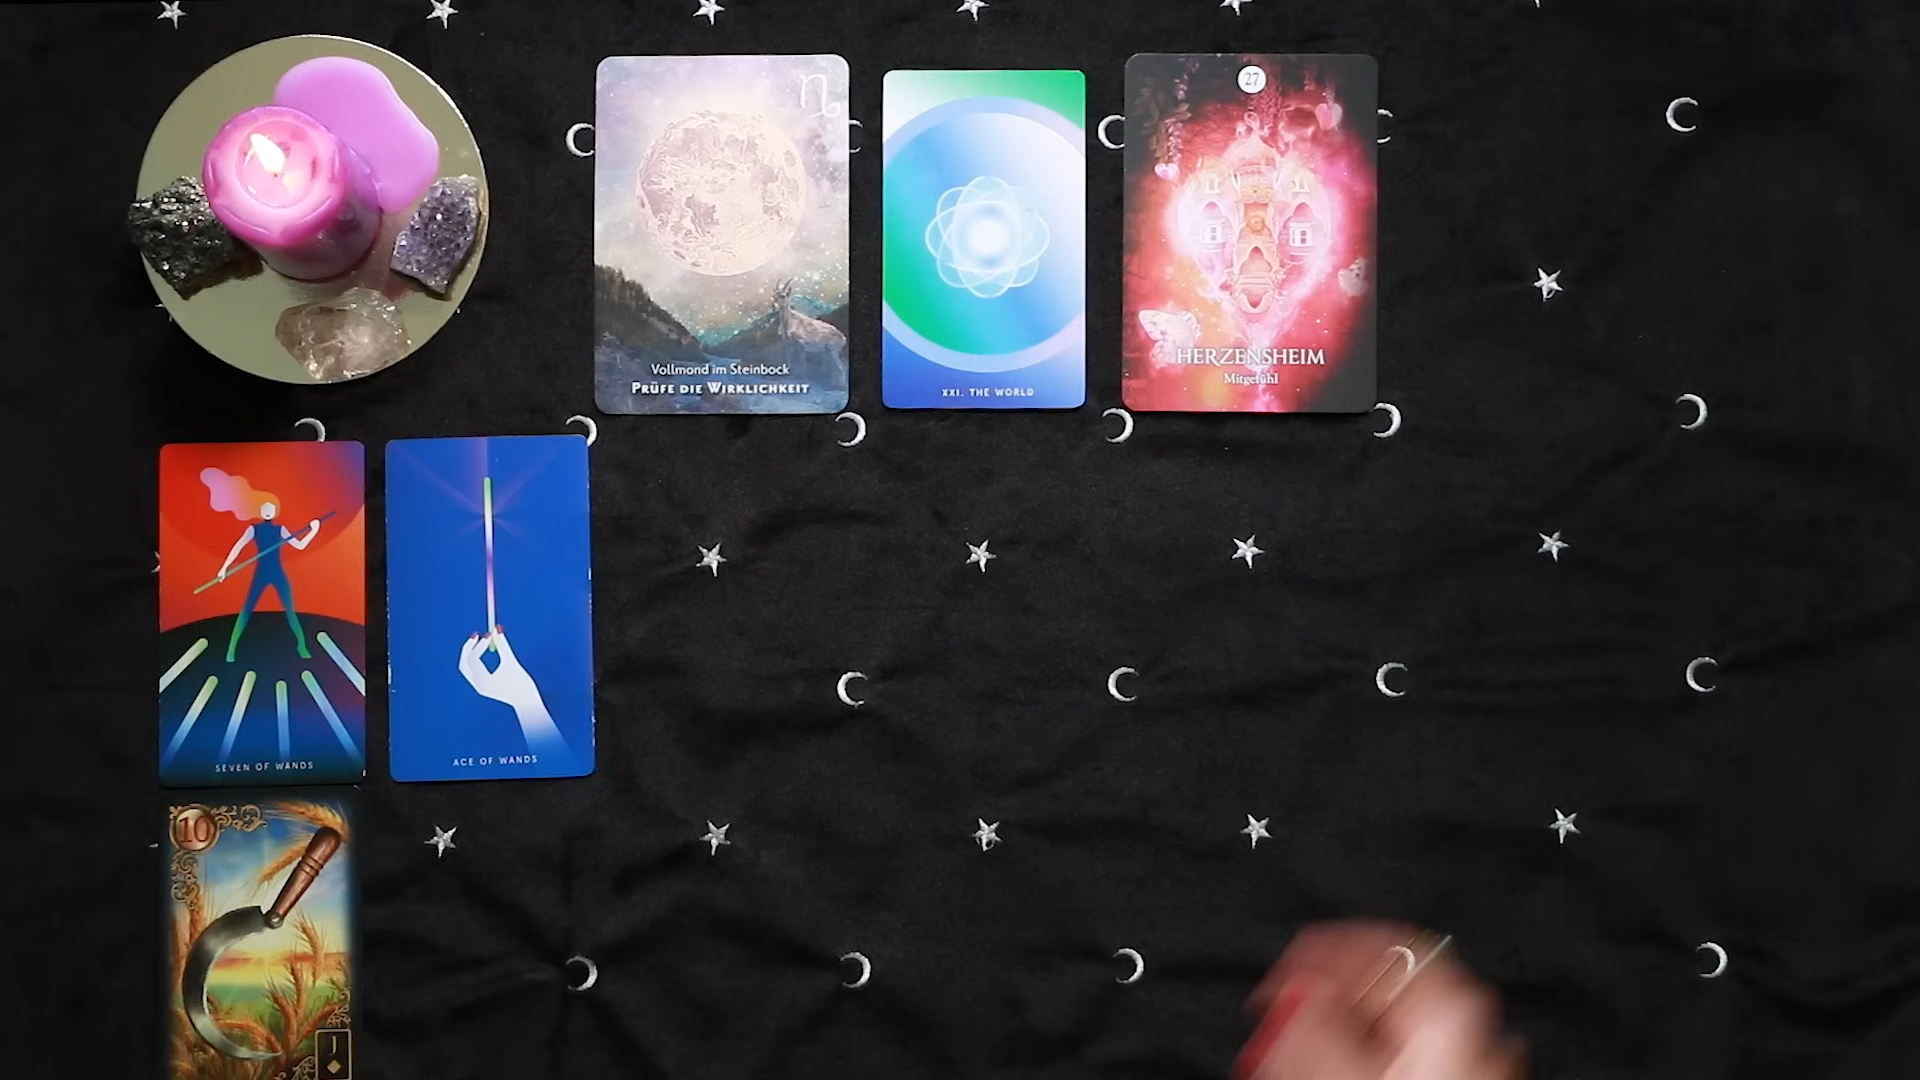 Vollmond im Steinbock
PRÜFE DIE WIRKLICHKEIT
XXI. THE WORLD
27
HERZENSHEIM
Mitgefühl
SEVEN OF WANDS
ACE OF WANDS
10
J